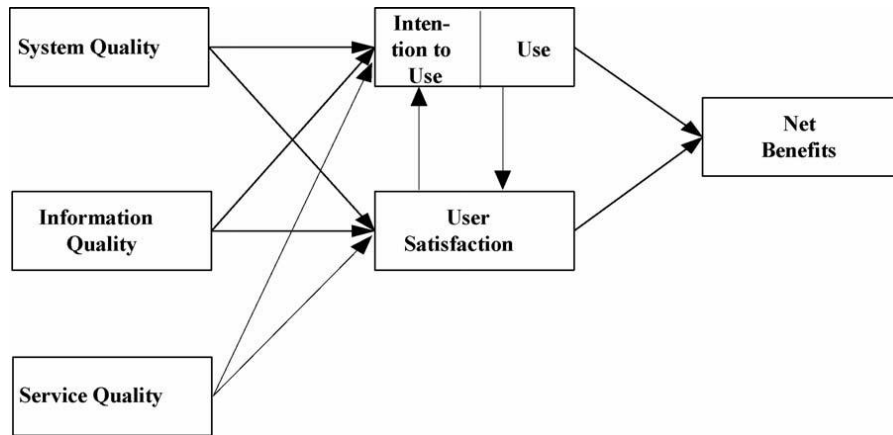 System Quality
Inten-
tion to
Use
Use
Net
Benefits
Information
Quality
User
Satisfaction
Service Quality